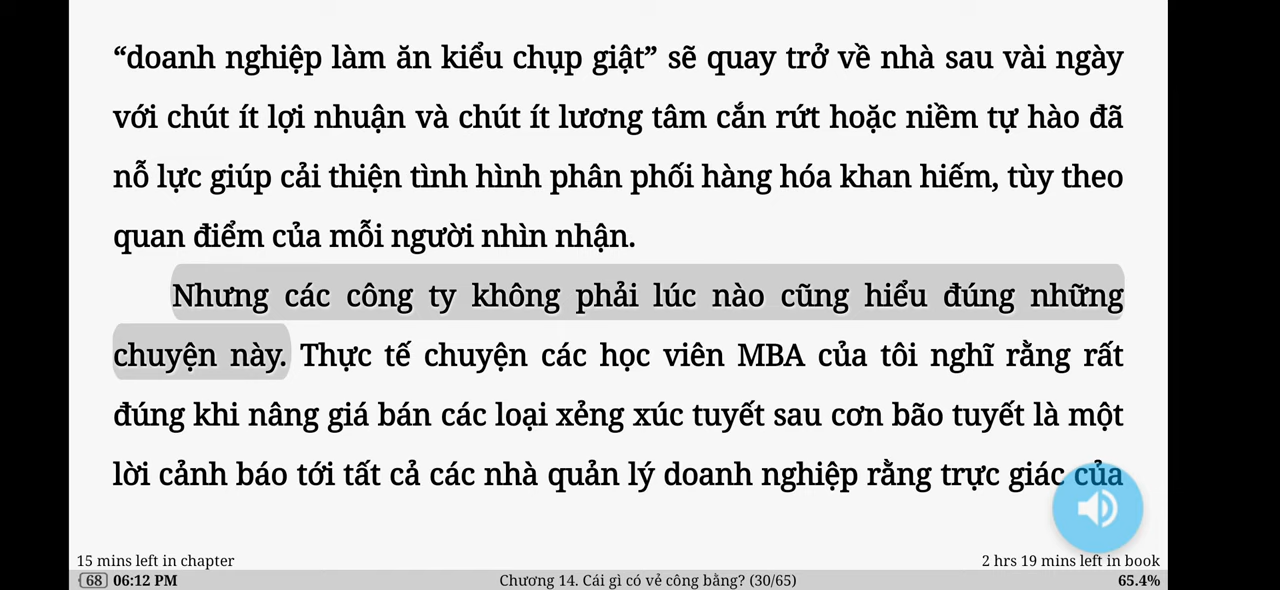 “doanh nghiệp làm ăn kiểu chụp giật” sẽ quay trở về nhà sau vài ngày
với chút ít lợi nhuận và chút ít lương tâm cắn rứt hoặc niềm tự hào đã
nỗ lực giúp cải thiện tình hình phân phối hàng hóa khan hiếm, tùy theo
quan điểm của mỗi người nhìn nhận.
Nhưng các công ty không phải lúc nào cũng hiểu đúng những
chuyện này. Thực tế chuyện các học viên MBA của tôi nghĩ rằng rất
đúng khi nâng giá bán các loại xẻng xúc tuyết sau cơn bão tuyết là một
lời cảnh báo tới tất cả các nhà quản lý doanh nghiệp rằng trực giác của
15 mins left in chapter 2 hrs 19 mins left in book
68 06:12 PM Chương 14. Cái gì có vẻ công bằng? (30/65) 65.4%